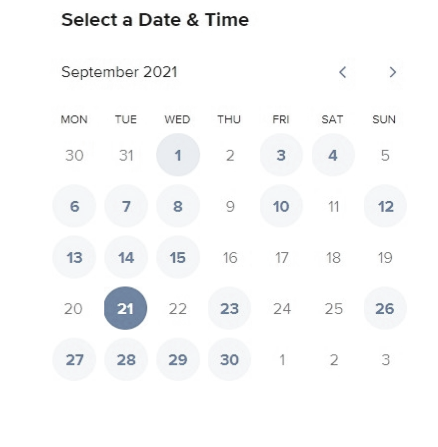 Select a Date & Time
September 2021
MON TUE WED THU FRI SAT SUN
30 31 1 2 3 4 5
6 7 8 9 10 11 12
13 14 15 16 17 18 19
20 21 22 23 24 25 26
27 28 29 30 1 2 3